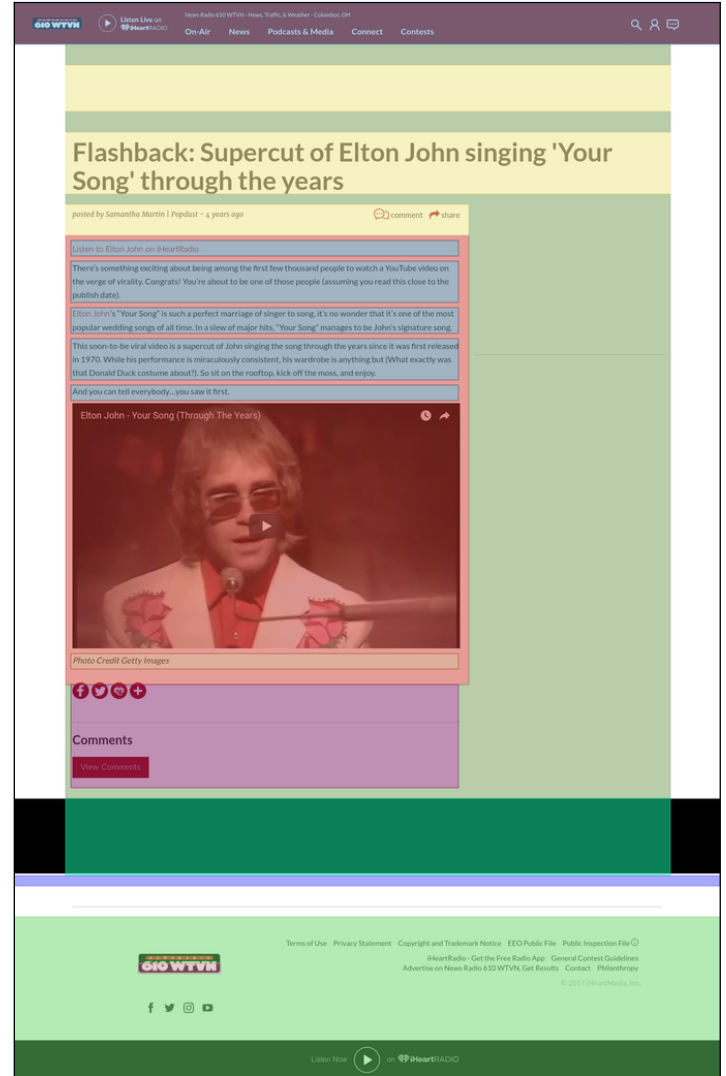 610 WTVN
Listen Live on
iHeartRADIO
News Radio 610 WTVN - News, Traffic, & Weather - Columbus, OH
On-Air News Podcasts & Media Connect Contests
Flashback: Supercut of Elton John singing 'Your
Song' through the years
posted by Samantha Martin | Popdust - 4 years ago
comment share
Listen to Elton John on iHeartRadio
There's something exciting about being among the first few thousand people to watch a YouTube video on
the verge of virality. Congrats! You're about to be one of those people (assuming you read this close to the
publish date).
Elton John's "Your Song" is such a perfect marriage of singer to song, it's no wonder that it's one of the most
popular wedding songs of all time. In a slew of major hits, "Your Song" manages to be John's signature song.
This soon-to-be viral video is a supercut of John singing the song through the years since it was first released
in 1970. While his performance is miraculously consistent, his wardrobe is anything but (What exactly was
that Donald Duck costume about?). So sit on the rooftop, kick off the moss, and enjoy.
And you can tell everybody...you saw it first.
Elton John - Your Song (Through The Years)
Photo Credit Getty Images
Comments
View Comments
Terms of Use Privacy Statement Copyright and Trademark Notice EEO Public File Public Inspection File
iHeartRadio - Get the Free Radio App General Contest Guidelines
Advertise on News Radio 610 WTVN, Get Results Contact Philanthropy
© 2017 iHeartMedia, Inc.
610 WTVN
Listen Now on iHeartRADIO